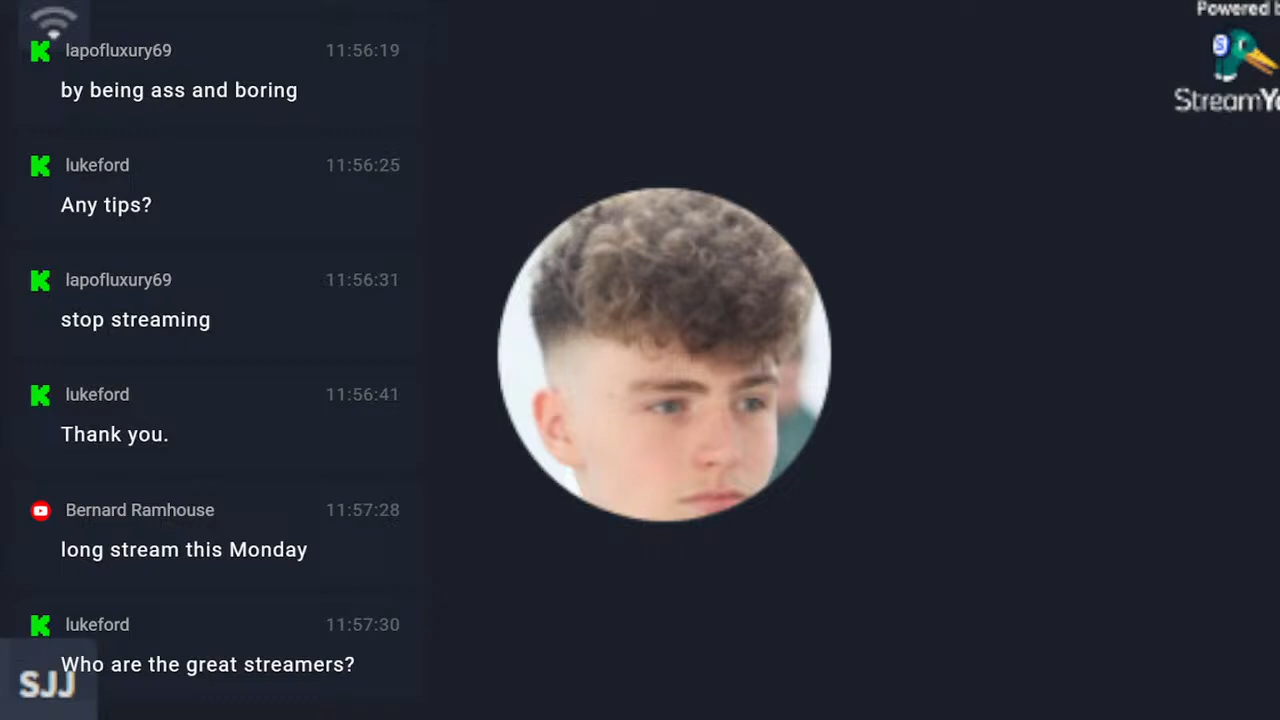 Powered
lapofluxury69 11:56:19
by being ass and boring
lukeford 11:56:25
Any tips?
lapofluxury69 11:56:31
stop streaming
lukeford 11:56:41
Thank you.
Bernard Ramhouse 11:57:28
long stream this Monday
lukeford 11:57:30
Who are the great streamers?
SJJ
S
StreamY